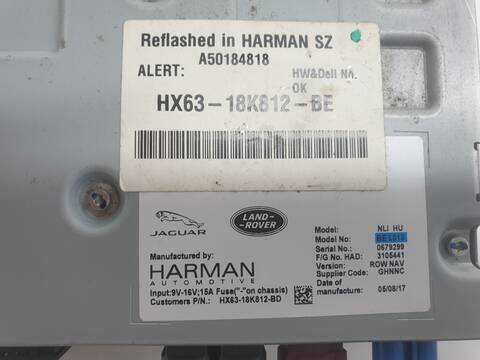 Reflashed in HARMAN SZ
A50184818
ALERT:
HW&Dell No.
OK
HX63-18K812-BE
JAGUAR
LAND-
ROVER
Manufactured by:
HARMAN
AUTOMOTIVE
Input:9V-16V;15A Fuse("-"on chassis)
Customers P/N.: HX63-18K812-BD
Model: NLI HU
Model No:
Serial No.: 0679299
F/G No. HAD: 3105441
Version: ROW NAV
Supplier Code: GHNNC
Date of
manufacture: 05/08/17